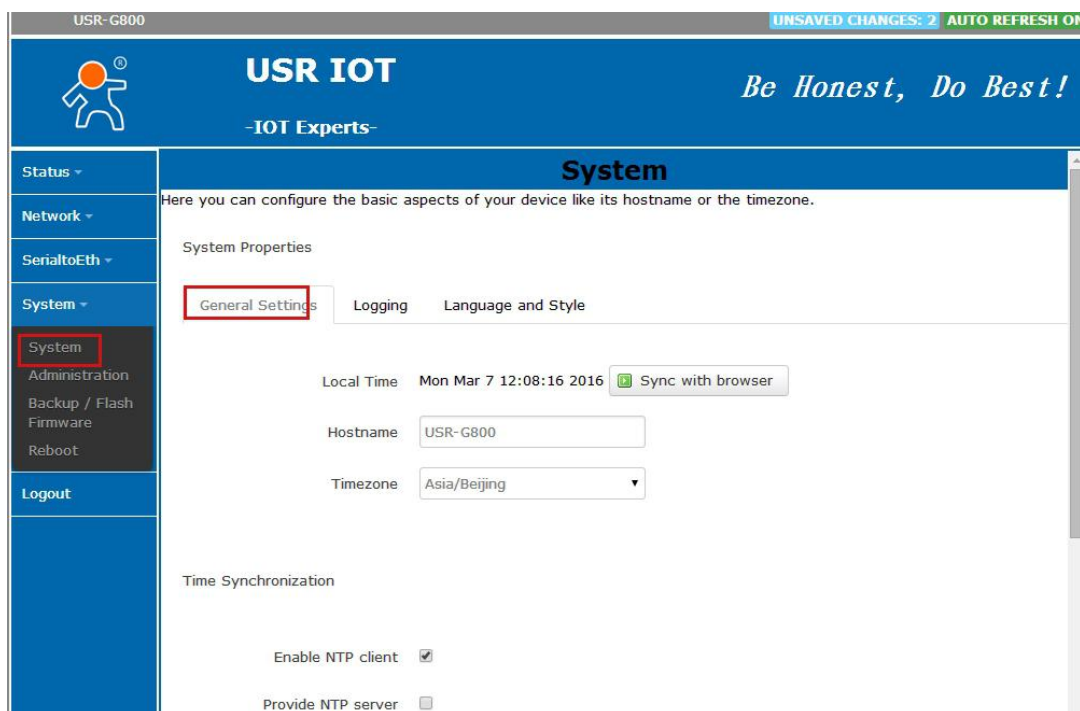 USR-G800
UNSAVED CHANGES: 2 AUTO REFRESH ON
®
USR IOT
Be Honest, Do Best!
-IOT Experts-
Status
Network
SerialtoEth
System
System
Administration
Backup / Flash
Firmware
Reboot
Logout
System
Here you can configure the basic aspects of your device like its hostname or the timezone.
System Properties
General Settings Logging Language and Style
Local Time Mon Mar 7 12:08:16 2016 Sync with browser
Hostname USR-G800
Timezone Asia/Beijing
Time Synchronization
Enable NTP client
Provide NTP server